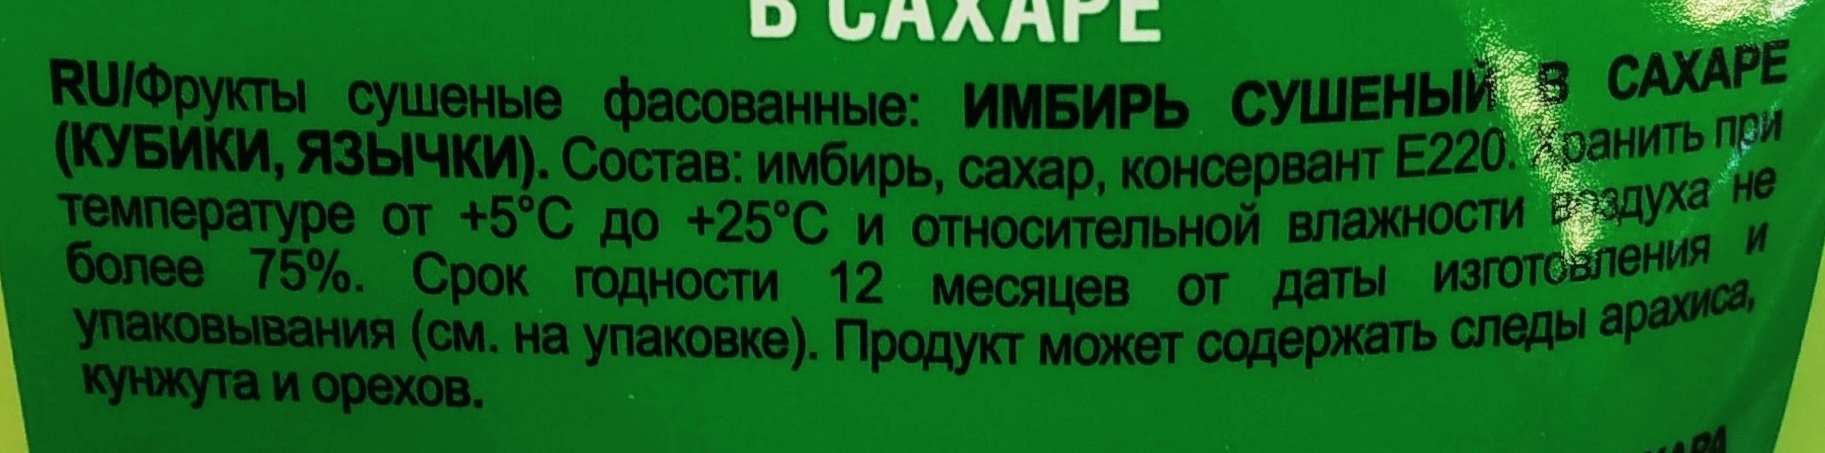 В САХАРЕ
RU/Фрукты сушеные фасованные: ИМБИРЬ СУШЕНЫЙ В САХАРЕ
(КУБИКИ, ЯЗЫЧКИ). Состав: имбирь, сахар, консервант Е220. Хранить при
температуре от +5°С до +25°С и относительной влажности воздуха не
более 75%. Срок годности 12 месяцев от даты изготовления и
упаковывания (см. на упаковке). Продукт может содержать следы арахиса,
кунжута и орехов.